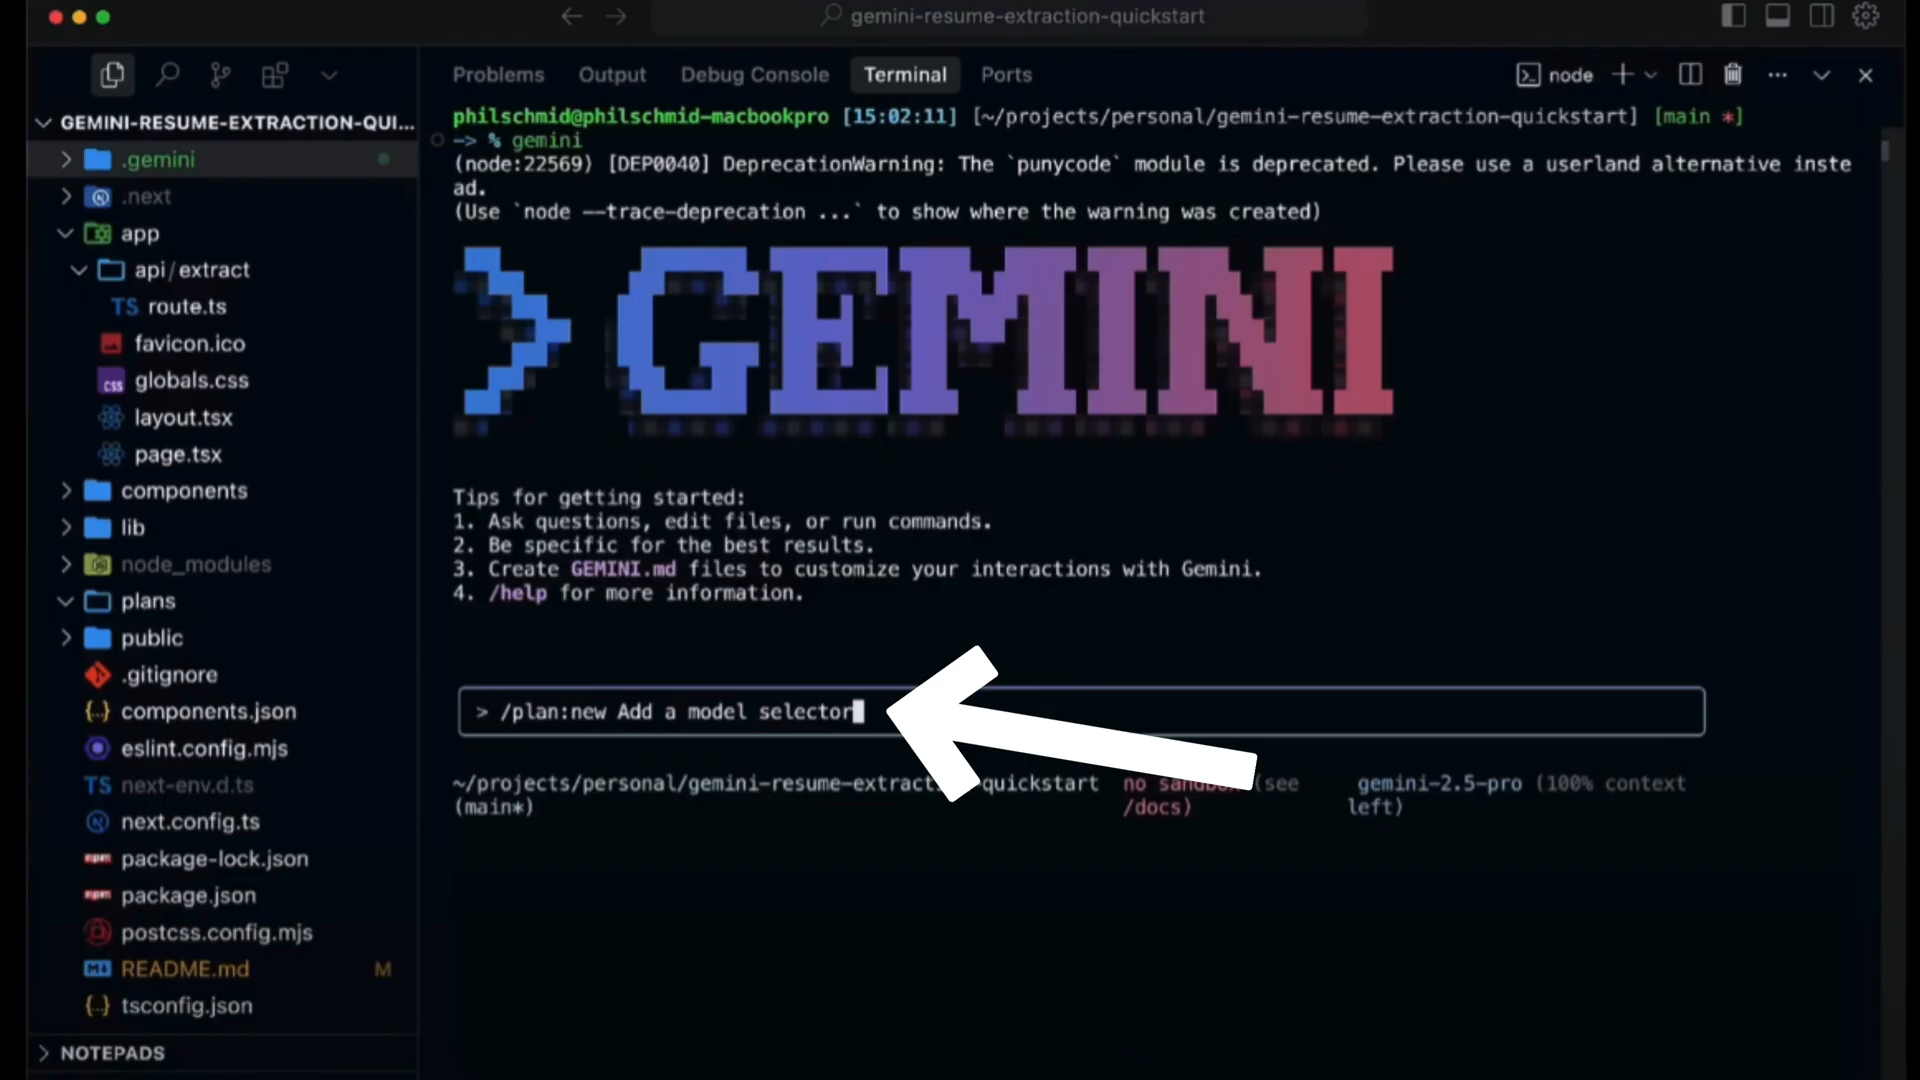 gemini-resume-extraction-quickstart
GEMINI-RESUME-EXTRACTION-QUI...
.gemini
.next
app
api/extract
TS route.ts
favicon.ico
css globals.css
layout.tsx
page.tsx
components
lib
node_modules
plans
public
.gitignore
{..} components.json
eslint.config.mjs
TS next-env.d.ts
N next.config.ts
npm package-lock.json
npm package.json
postcss.config.mjs
M↓ README.md M
{..} tsconfig.json
NOTEPADS
Problems Output Debug Console Terminal Ports node
philschmid@philschmid-macbookpro [15:02:11] [~/projects/personal/gemini-resume-extraction-quickstart] [main *]
-> % gemini
(node:22569) [DEP0040] DeprecationWarning: The `punycode` module is deprecated. Please use a userland alternative inste
ad.
(Use `node --trace-deprecation ...` to show where the warning was created)
> GEMINI
Tips for getting started:
1. Ask questions, edit files, or run commands.
2. Be specific for the best results.
3. Create GEMINI.md files to customize your interactions with Gemini.
4. /help for more information.
> /plan:new Add a model selector
~/projects/personal/gemini-resume-extract quickstart no (see gemini-2.5-pro (100% context
(main*) /docs) left)